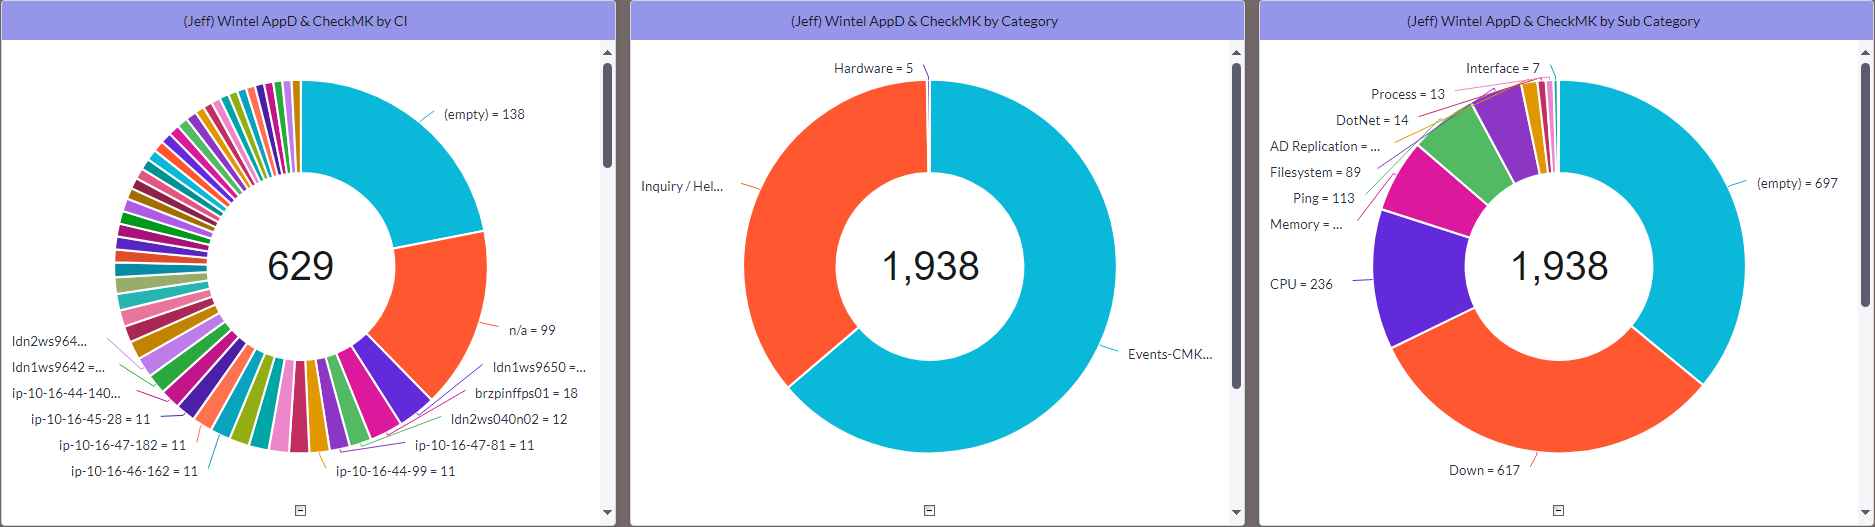 (Jeff) Wintel AppD & CheckMK by CI
(empty) = 138
n/a = 99
ldn1ws9650 =...
brzpinffps01 = 18
ldn2ws040n02 = 12
ip-10-16-47-81 = 11
ip-10-16-44-99 = 11
ip-10-16-46-162 = 11
ip-10-16-47-182 = 11
ip-10-16-45-28 = 11
ip-10-16-44-140...
ldn1ws9642 =...
ldn2ws964...
629
(Jeff) Wintel AppD & CheckMK by Category
Hardware = 5
Inquiry / Hel...
Events-CMK...
1,938
(Jeff) Wintel AppD & CheckMK by Sub Category
Interface = 7
Process = 13
DotNet = 14
AD Replication = ...
Filesystem = 89
Ping = 113
Memory = ...
CPU = 236
(empty) = 697
Down = 617
1,938